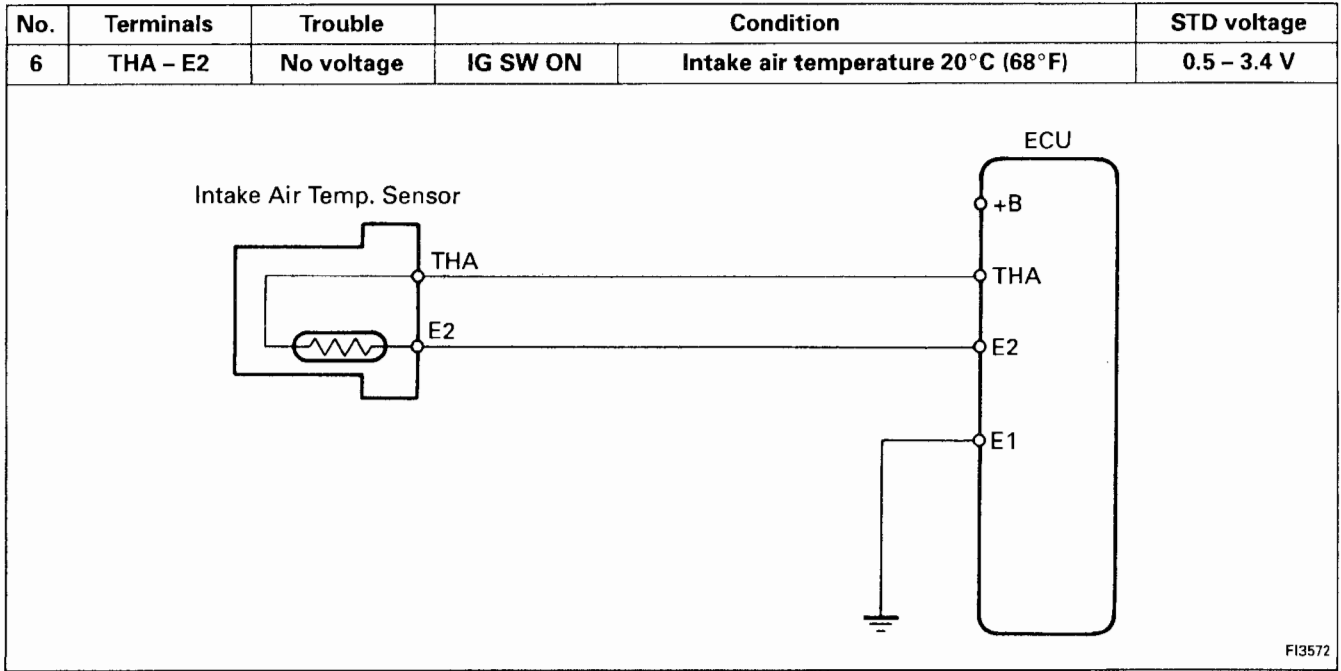 No. Terminals Trouble Condition STD voltage
6 THA – E2 No voltage IG SW ON Intake air temperature 20°C (68°F) 0.5 – 3.4 V
ECU
Intake Air Temp. Sensor
+B
THA
THA
E2
E2
E1
FI3572